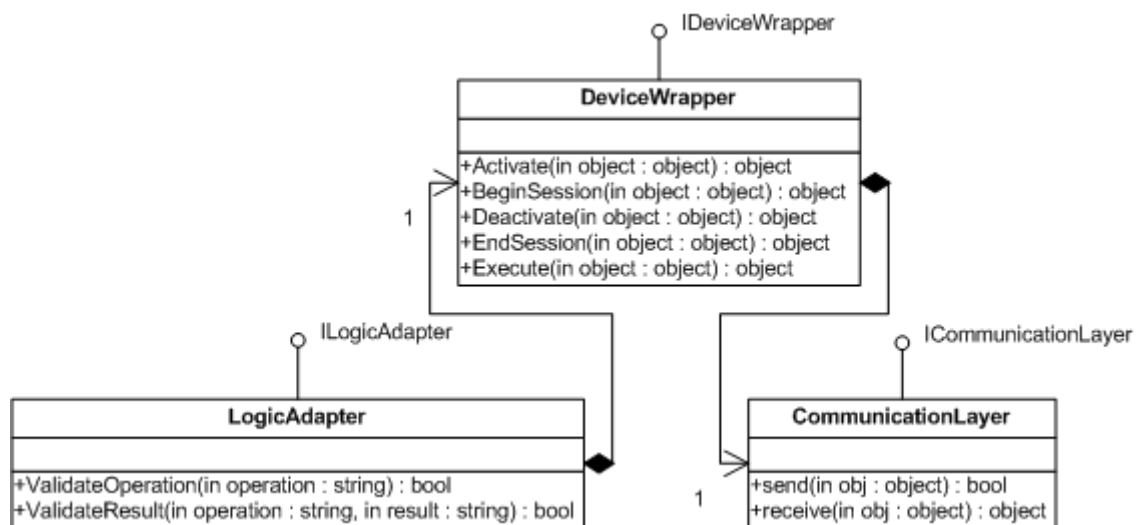 IDeviceWrapper
DeviceWrapper
+Activate(in object : object) : object
+BeginSession(in object : object) : object
+Deactivate(in object : object) : object
+EndSession(in object : object) : object
+Execute(in object : object) : object
1
ILogicAdapter
ICommunicationLayer
LogicAdapter
+ValidateOperation(in operation : string) : bool
+ValidateResult(in operation : string, in result : string) : bool
CommunicationLayer
1
+send(in obj : object) : bool
+receive(in obj : object) : object